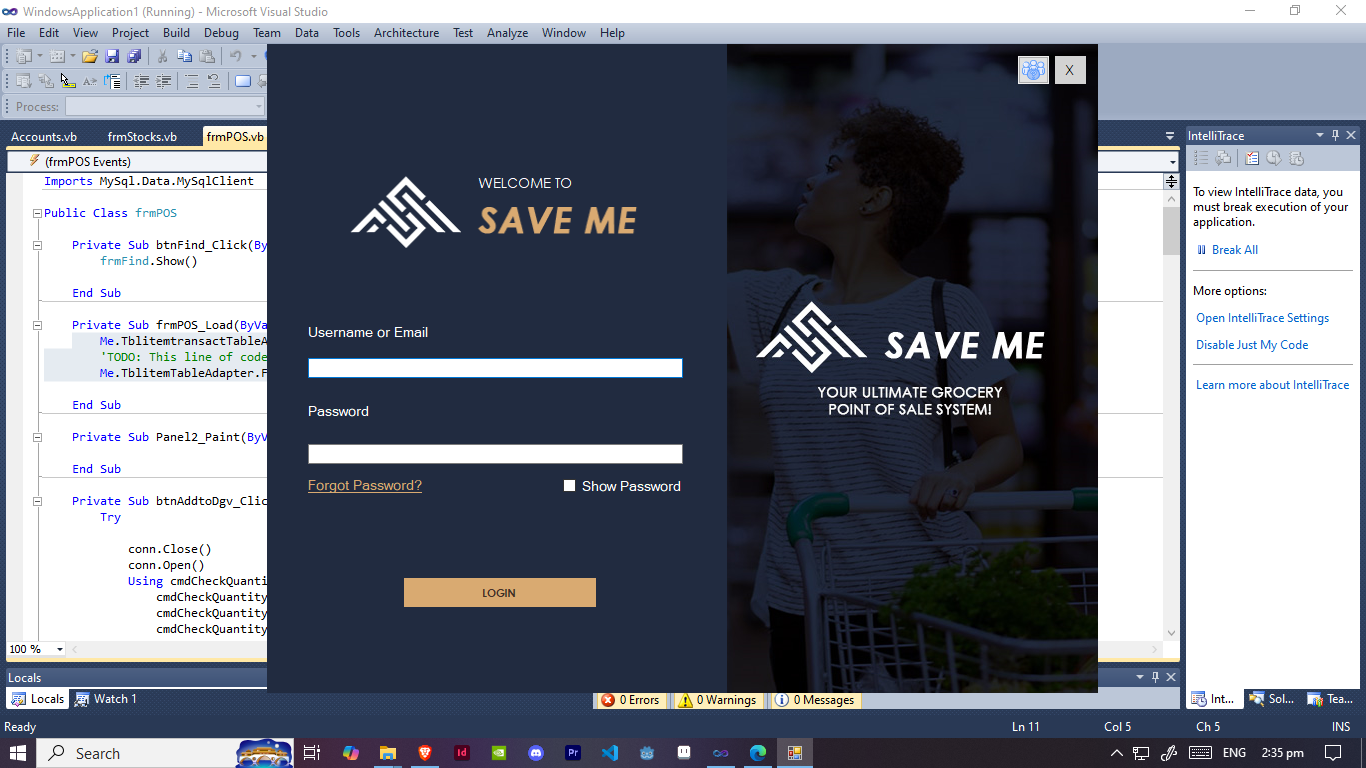 WindowsApplication1 (Running) - Microsoft Visual Studio
File Edit View Project Build Debug Team Data Tools Architecture Test Analyze Window Help
Process:
Accounts.vb frmStocks.vb frmPOS.vb
(frmPOS Events)
Imports MySql.Data.MySqlClient
Public Class frmPOS
Private Sub btnFind_Click(By
frmFind.Show()
End Sub
Private Sub frmPOS_Load(ByVa
Me.TblitemtransactTableA
'TODO: This line of code
Me.TblitemTableAdapter.F
End Sub
Private Sub Panel2_Paint(ByV
End Sub
Private Sub btnAddtoDgv_Clic
Try
conn.Close()
conn.Open()
Using cmdCheckQuanti
cmdCheckQuantity
cmdCheckQuantity
cmdCheckQuantity
100 %
WELCOME TO
SAVE ME
Username or Email
Password
Forgot Password?
Show Password
LOGIN
X
SAVE ME
YOUR ULTIMATE GROCERY
POINT OF SALE SYSTEM!
IntelliTrace
To view IntelliTrace data, you
must break execution of your
application.
Break All
More options:
Open IntelliTrace Settings
Disable Just My Code
Learn more about IntelliTrace
Locals
Locals Watch 1
0 Errors 0 Warnings 0 Messages
Int... Sol... Tea...
Ready Ln 11 Col 5 Ch 5 INS
Search
Id Pr
ENG 2:35 pm